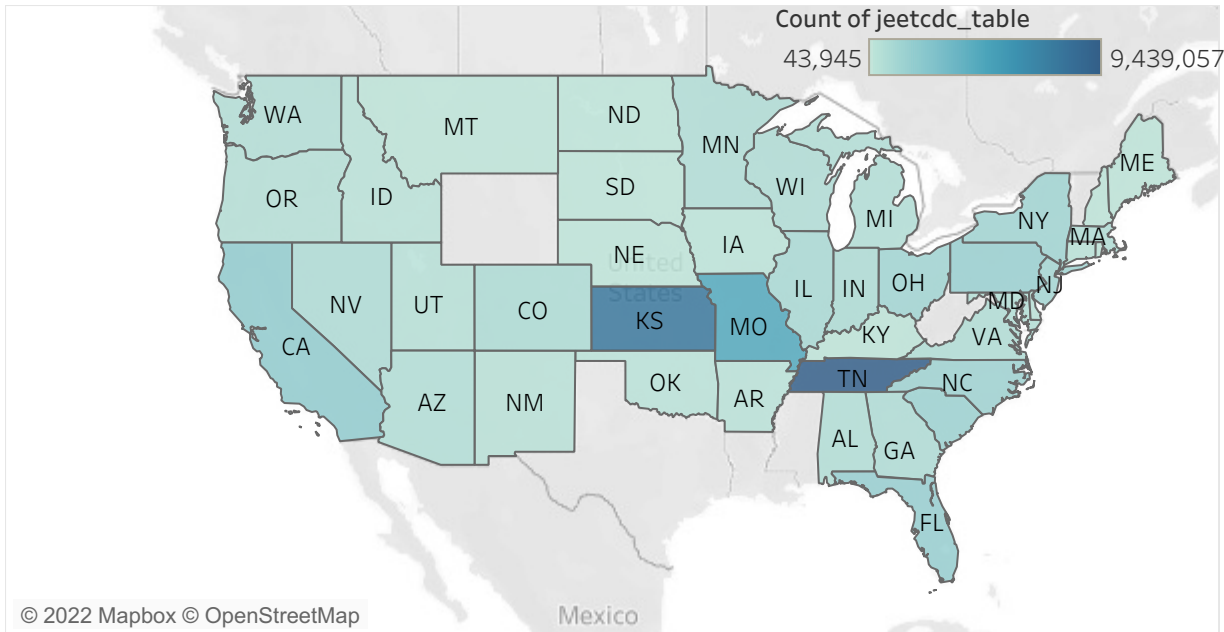 Count of jeetcdc_table
43,945 9,439,057
WA
MT
ND
MN
ME
OR
ID
SD
WI
MI
NY
MA
IA
NE
United
States
NV
UT
CO
KS
MO
IL
IN
OH
NJ
MD
CA
KY
VA
AZ
NM
OK
AR
TN
NC
AL
GA
FL
Mexico
© 2022 Mapbox © OpenStreetMap